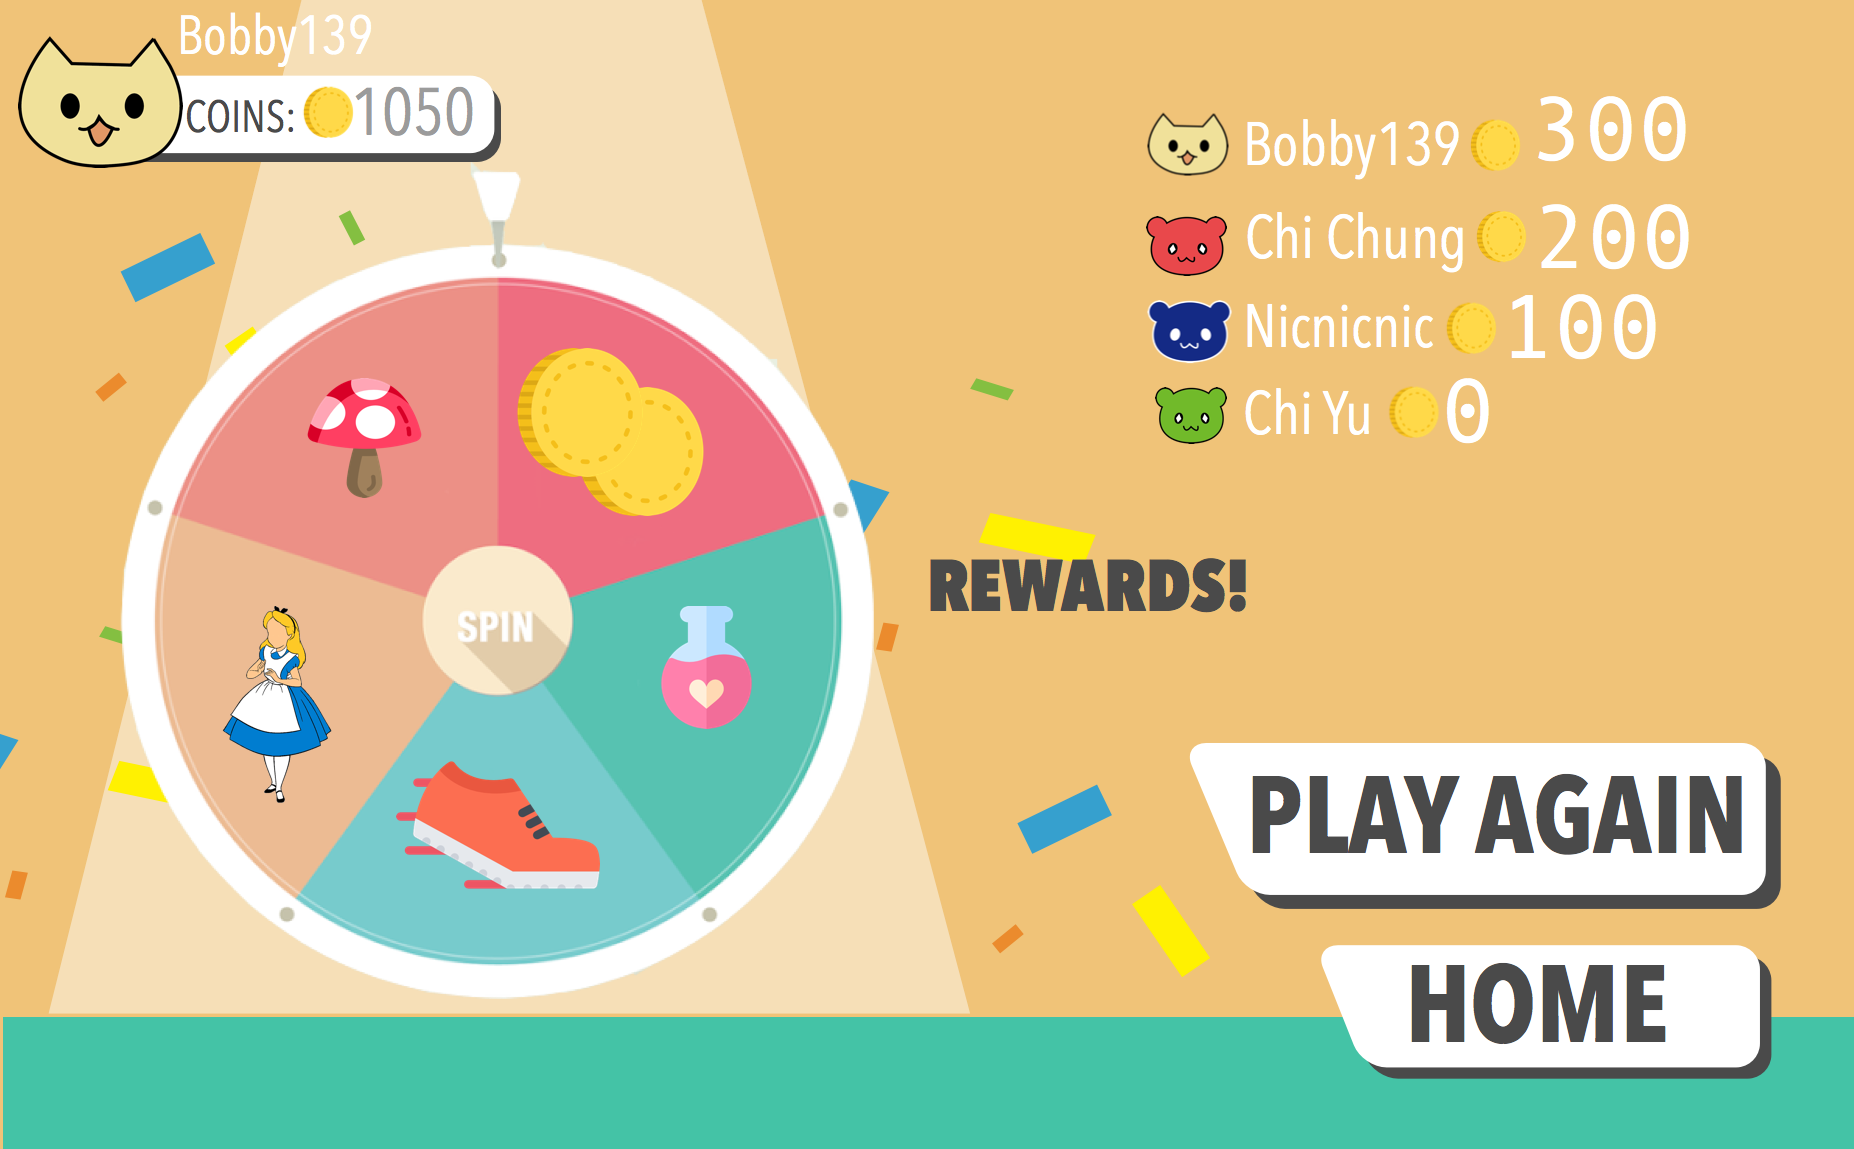 Bobby139
COINS: 1050
Bobby139 300
Chi Chung 200
Nicnicnic 100
Chi Yu 0
SPIN
REWARDS!
PLAY AGAIN
HOME